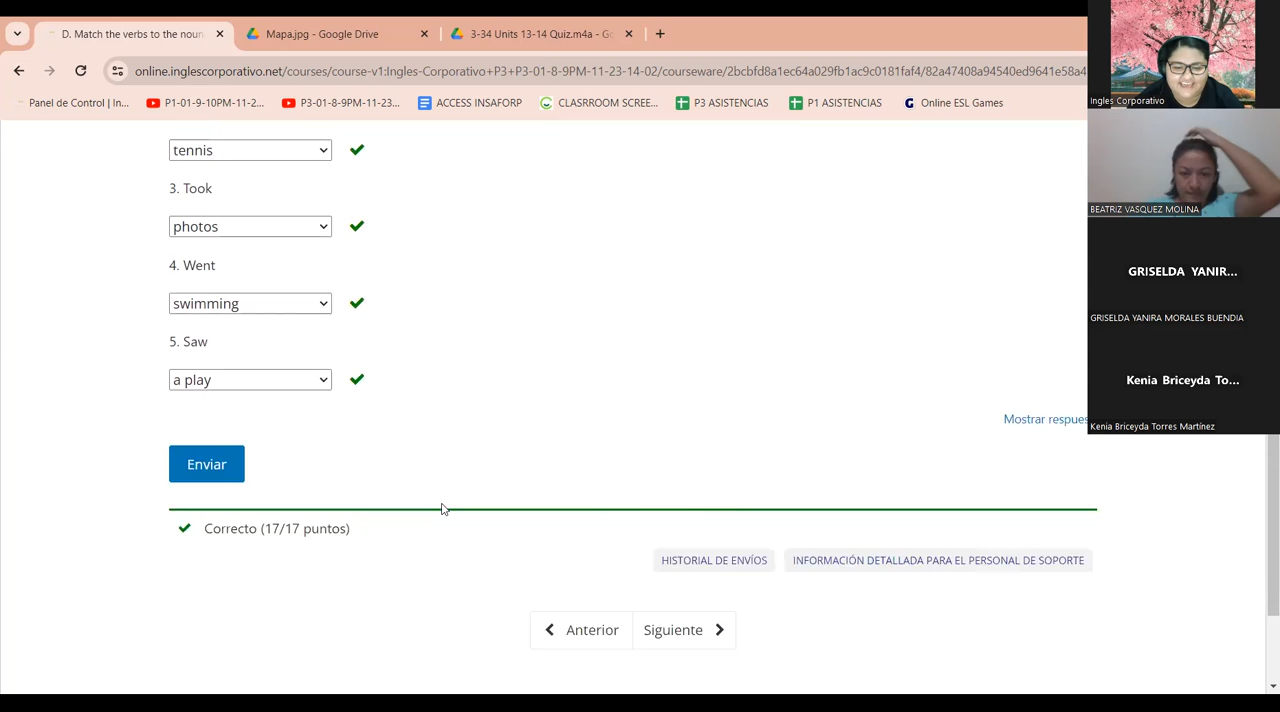 D. Match the verbs to the noun
Mapa.jpg - Google Drive
3-34 Units 13-14 Quiz.m4a - Go
online.inglescorporativo.net/courses/course-v1:Ingles-Corporativo+P3+P3-01-8-9PM-11-23-14-02/courseware/2bcbfd8a1ec64a029fb1ac9c0181faf4/82a47408a94540ed9641e58a4
Panel de Control | In...
P1-01-9-10PM-11-2...
P3-01-8-9PM-11-23...
ACCESS INSAFORP
CLASSROOM SCREE...
P3 ASISTENCIAS
P1 ASISTENCIAS
Online ESL Games
Ingles Corporativo
tennis
3. Took
BEATRIZ VASQUEZ MOLINA
photos
4. Went
GRISELDA YANIR...
swimming
GRISELDA YANIRA MORALES BUENDIA
5. Saw
a play
Kenia Briceyda To...
Mostrar respues
Kenia Briceyda Torres Martínez
Enviar
Correcto (17/17 puntos)
HISTORIAL DE ENVÍOS
INFORMACIÓN DETALLADA PARA EL PERSONAL DE SOPORTE
Anterior
Siguiente